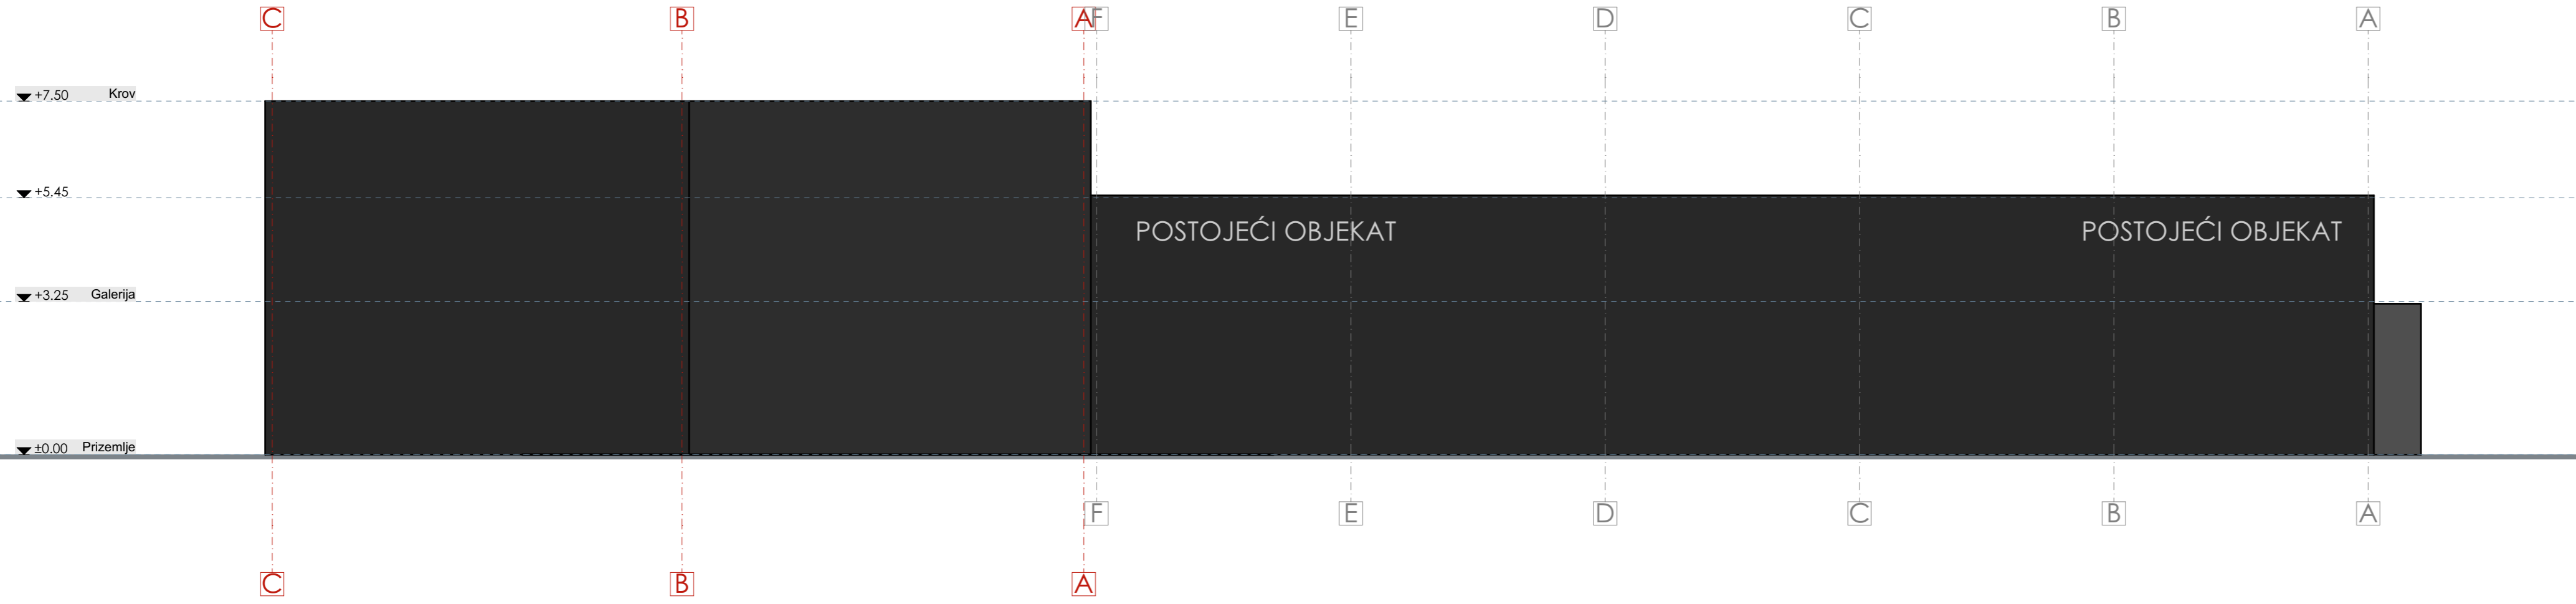 C B A F E D C B A
+7.50 Krov
+5.45
POSTOJEĆI OBJEKAT POSTOJEĆI OBJEKAT
+3.25 Galerija
±0.00 Prizemlje
F E D C B A
C B A